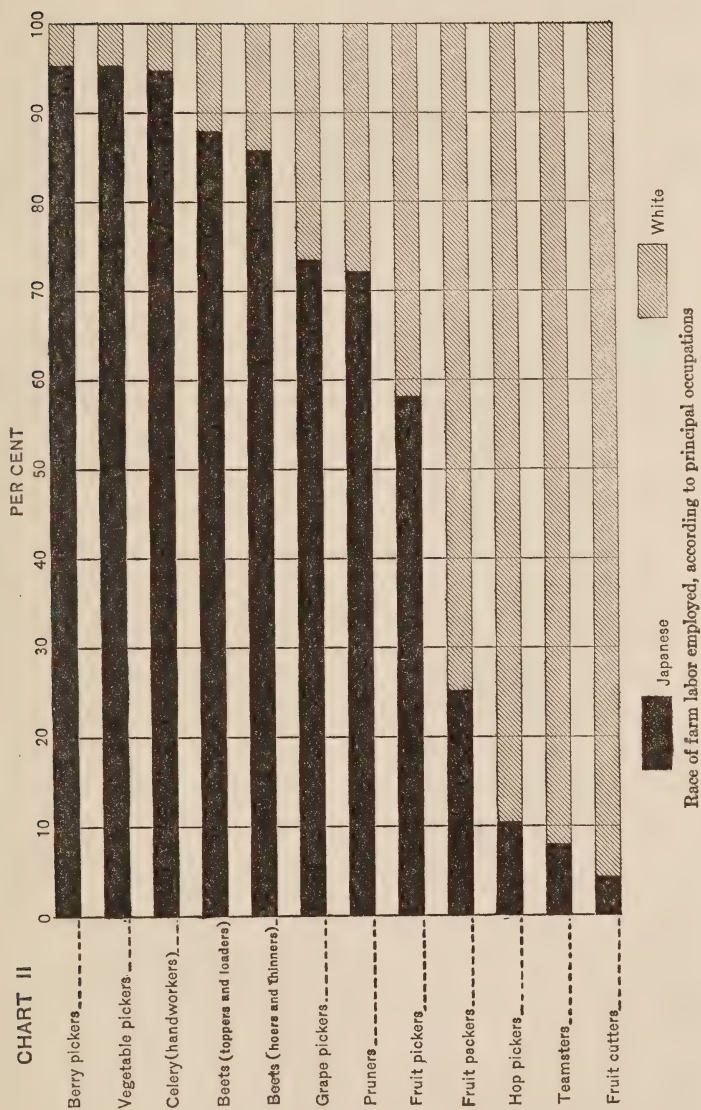 CHART II
PER CENT
0 10 20 30 40 50 60 70 80 90 100
Berry pickers
Vegetable pickers
Celery (handworkers)
Beets (toppers and loaders)
Beets (hoers and thinners)
Grape pickers
Pruners
Fruit pickers
Fruit packers
Hop pickers
Teamsters
Fruit cutters
Japanese
White
Race of farm labor employed, according to principal occupations